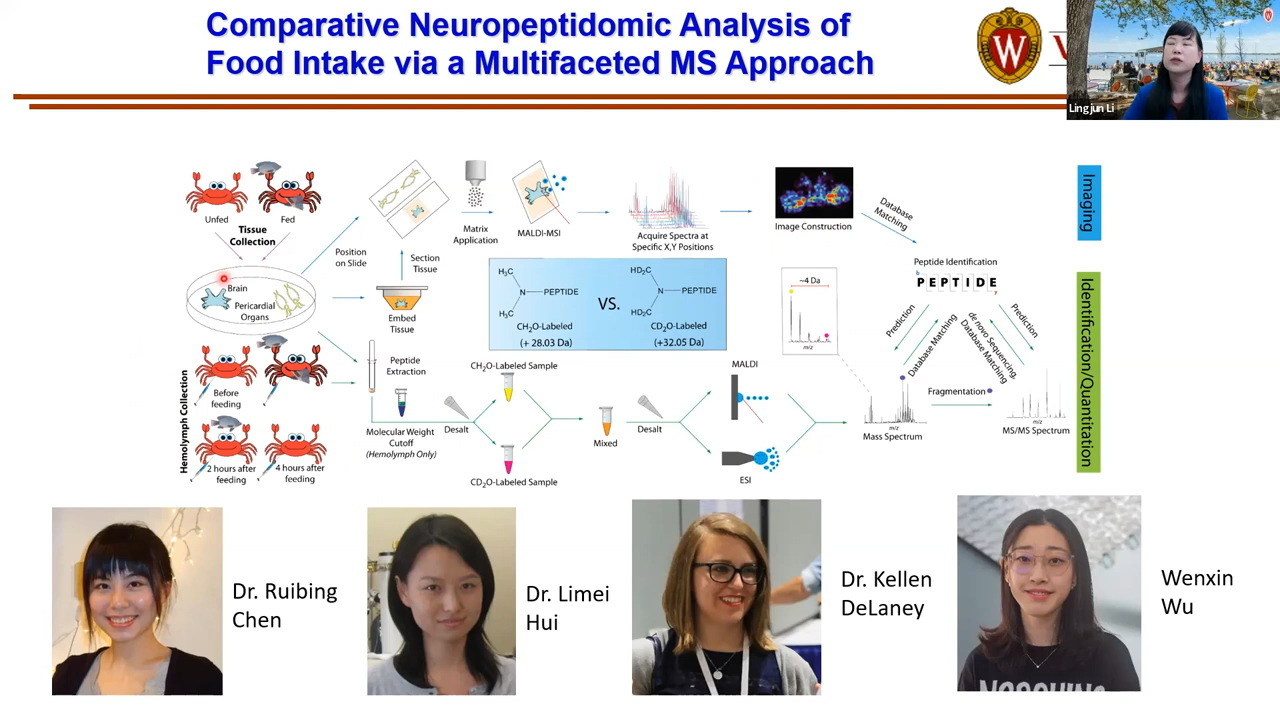 Comparative Neuropeptidomic Analysis of
Food Intake via a Multifaceted MS Approach
W
Lingjun Li
Unfed
Fed
Tissue
Collection
Position
on Slide
Section
Tissue
Matrix
Application
MALDI-MSI
Acquire Spectra at
Specific X,Y Positions
Image Construction
Database
Matching
Imaging
Brain
Pericardial
Organs
Embed
Tissue
H₃C
N
PEPTIDE
H₃C
CH₂O-Labeled
(+ 28.03 Da)
VS.
HD₂C
N
PEPTIDE
HD₂C
CD₂O-Labeled
(+32.05 Da)
~4 Da
m/z
Peptide Identification
b
PEPTIDE
y
Prediction
Database Matching
de novo Sequencing,
Database Matching
Prediction
Fragmentation
m/z
Mass Spectrum
m/z
MS/MS Spectrum
Identification/Quantitation
Hemolymph Collection
Before
feeding
2 hours after
feeding
4 hours after
feeding
Peptide
Extraction
Molecular Weight
Cutoff
(Hemolymph Only)
Desalt
CH₂O-Labeled Sample
CD₂O-Labeled Sample
Mixed
Desalt
MALDI
ESI
Dr. Ruibing
Chen
Dr. Limei
Hui
Dr. Kellen
DeLaney
Wenxin
Wu